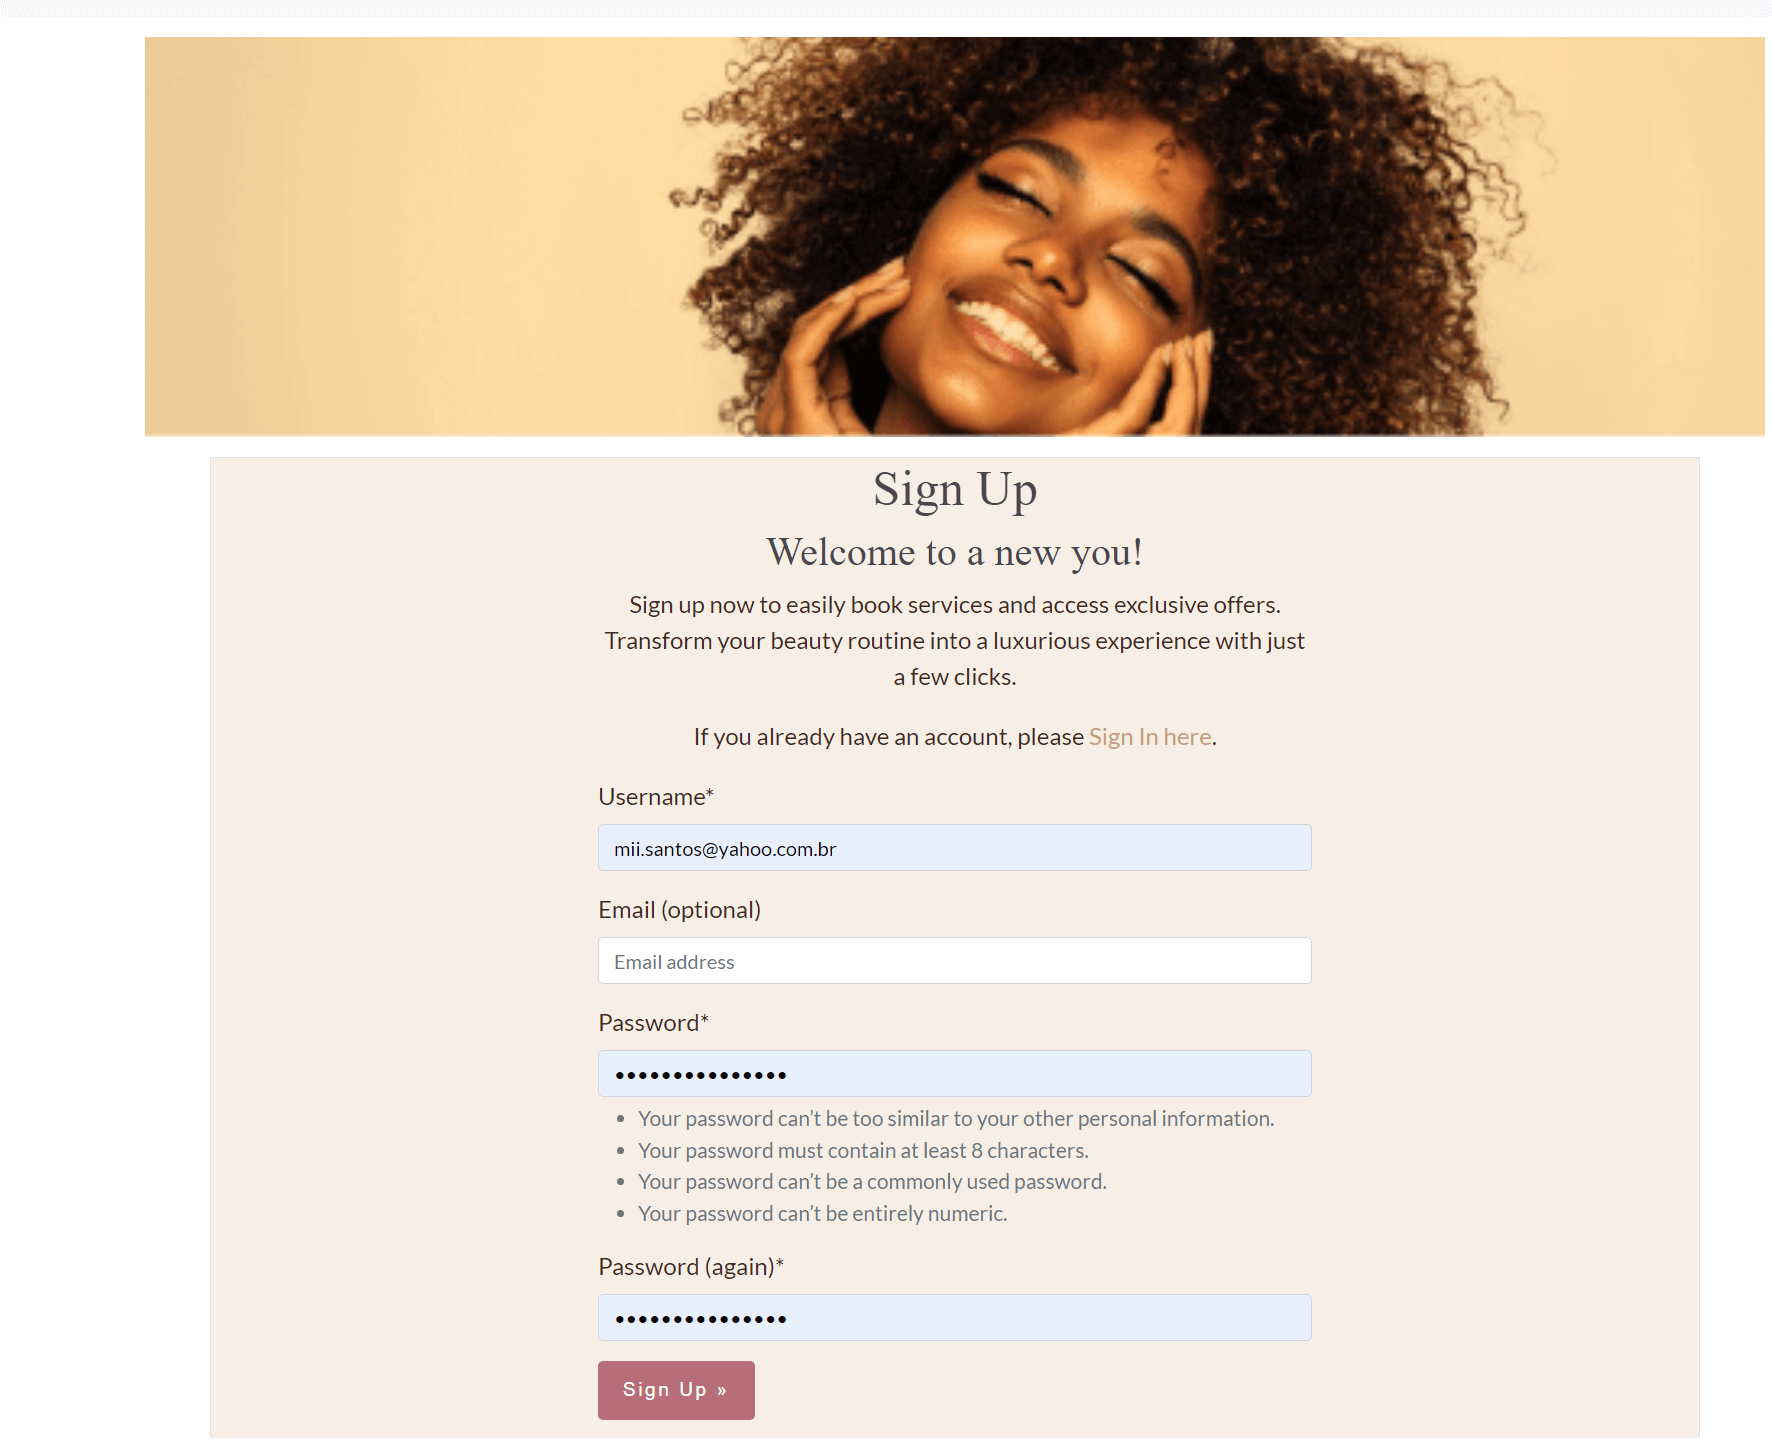 Sign Up
Welcome to a new you!
Sign up now to easily book services and access exclusive offers.
Transform your beauty routine into a luxurious experience with just
a few clicks.
If you already have an account, please Sign In here.
Username*
mii.santos@yahoo.com.br
Email (optional)
Email address
Password*
•••••••••••••••
• Your password can’t be too similar to your other personal information.
• Your password must contain at least 8 characters.
• Your password can’t be a commonly used password.
• Your password can’t be entirely numeric.
Password (again)*
•••••••••••••••
Sign Up »